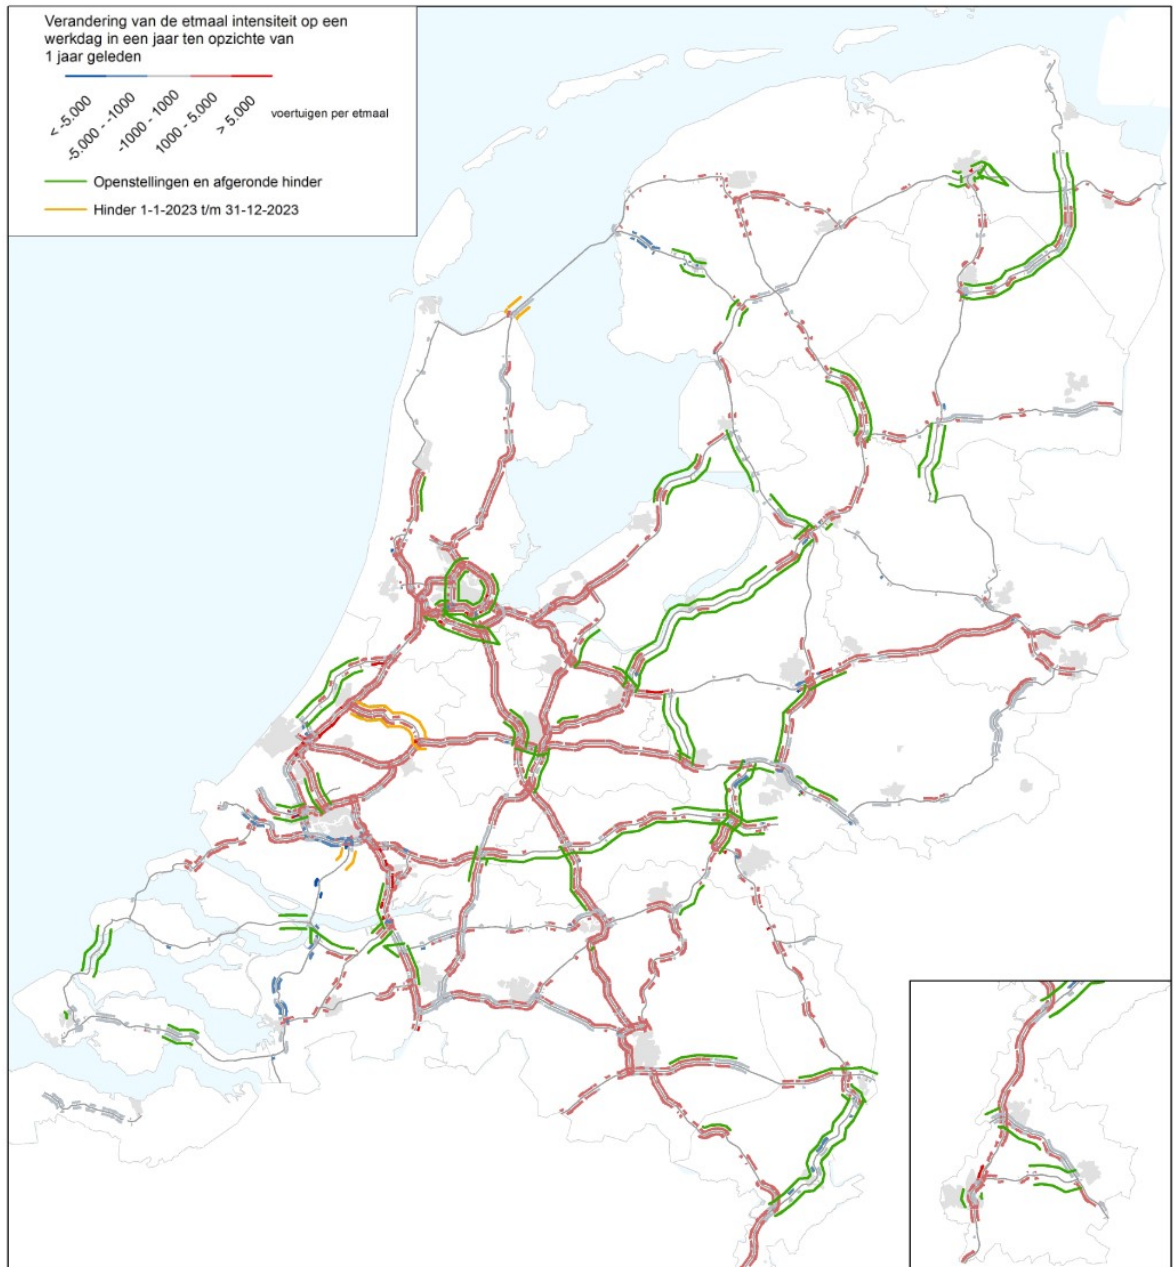 Verandering van de etmaal intensiteit op een
werkdag in een jaar ten opzichte van
1 jaar geleden
< -5.000
-5.000 - -1000
-1000 - 1000
1000 - 5.000
> 5.000
voertuigen per etmaal
Openstellingen en afgeronde hinder
Hinder 1-1-2023 t/m 31-12-2023